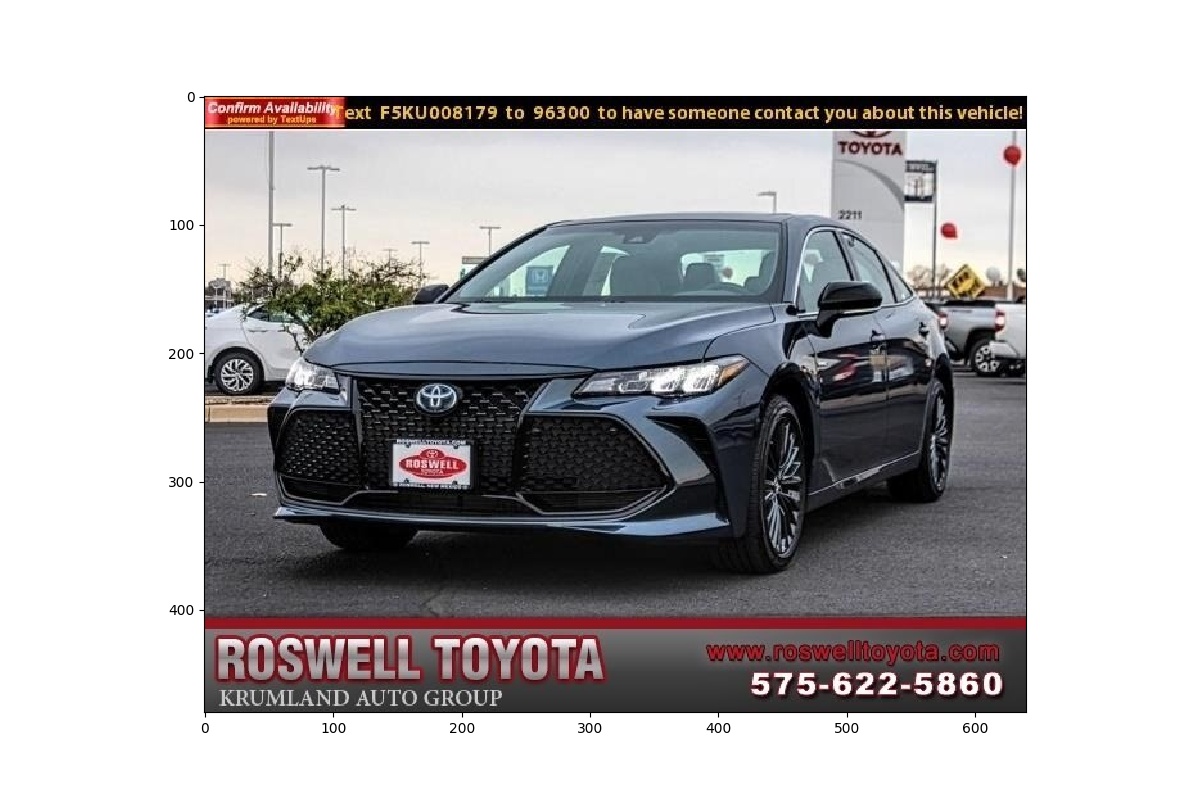 Confirm Availability
powered by TextUps
Text F5KU008179 to 96300 to have someone contact you about this vehicle!
TOYOTA
2211
ROSWELL
ROSWELL TOYOTA
KRUMLAND AUTO GROUP
www.roswelltoyota.com
575-622-5860
0
100
200
300
400
0
100
200
300
400
500
600